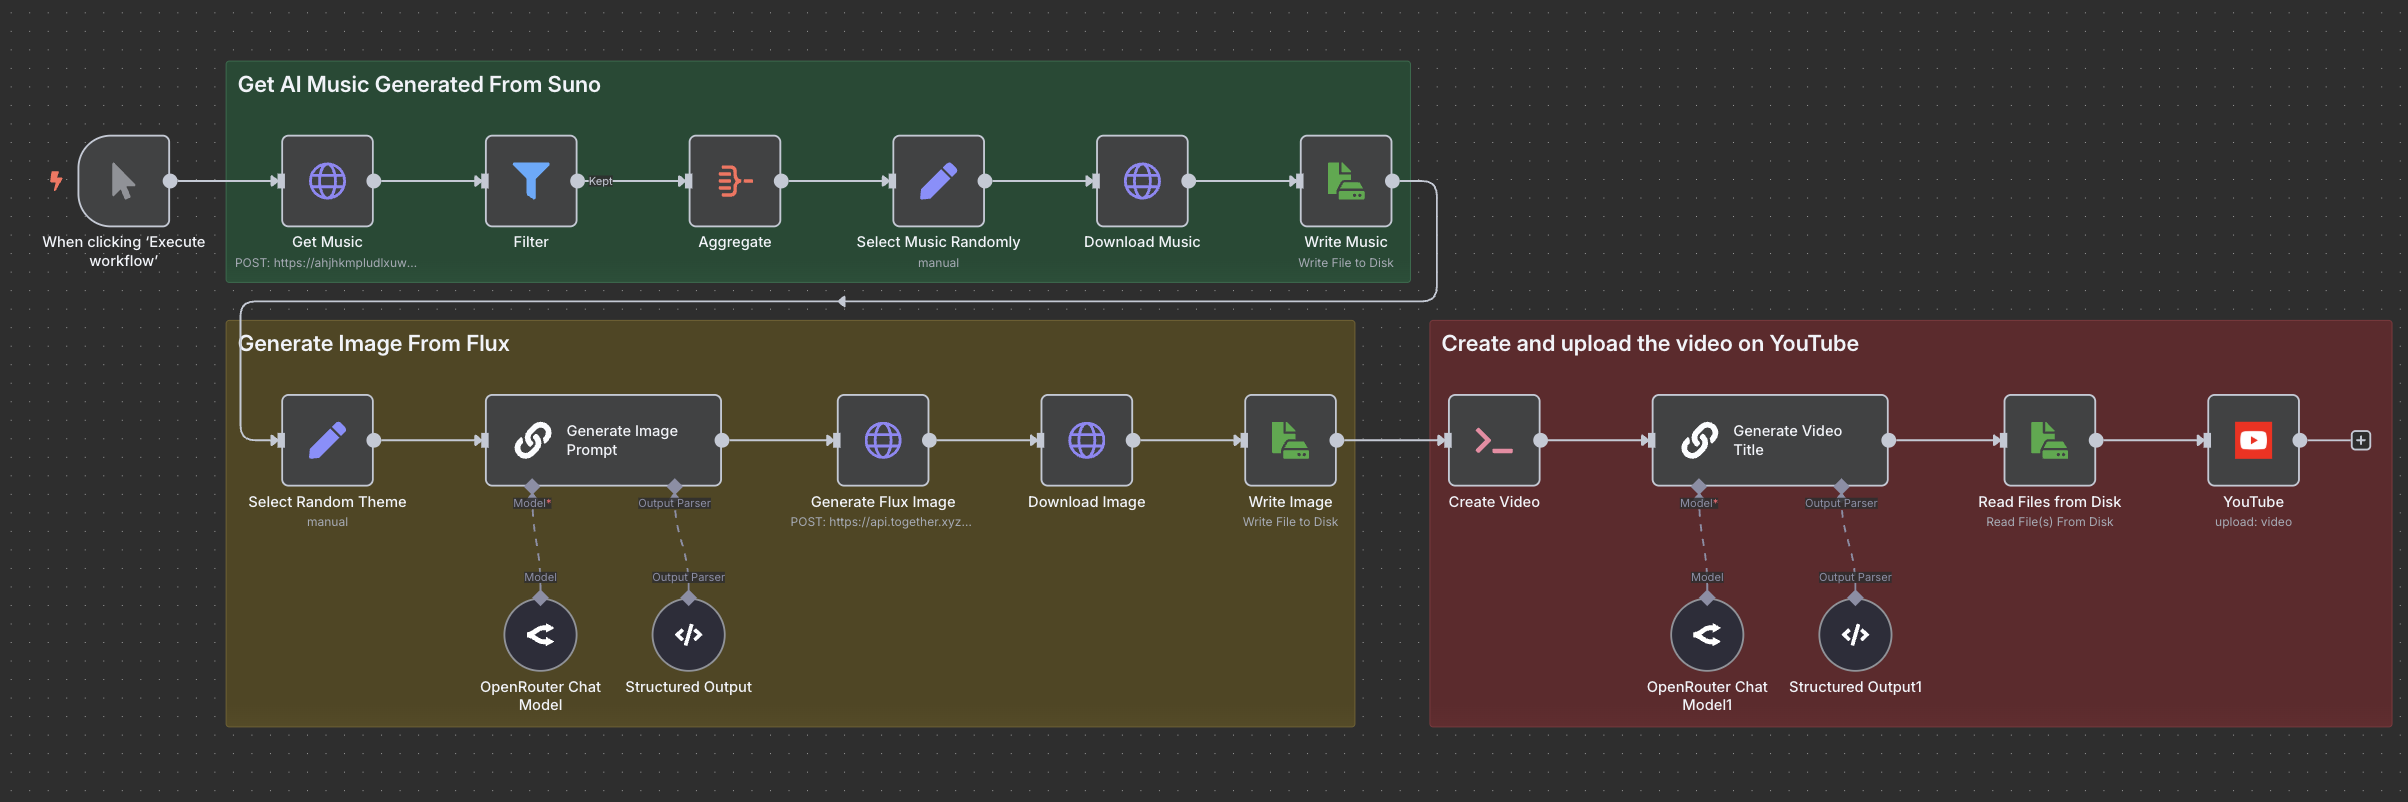 Get AI Music Generated From Suno
Kept
When clicking ‘Execute
workflow’
Get Music
POST: https://ahjhkmpludlxuw...
Filter
Aggregate
Select Music Randomly
manual
Download Music
Write Music
Write File to Disk
Generate Image From Flux
Generate Image
Prompt
Model*
Output Parser
Select Random Theme
manual
Generate Flux Image
POST: https://api.together.xyz...
Download Image
Write Image
Write File to Disk
Model
Output Parser
OpenRouter Chat
Model
Structured Output
Create and upload the video on YouTube
Generate Video
Title
Create Video
Model*
Output Parser
Read Files from Disk
Read File(s) From Disk
YouTube
upload: video
Model
Output Parser
OpenRouter Chat
Model1
Structured Output1